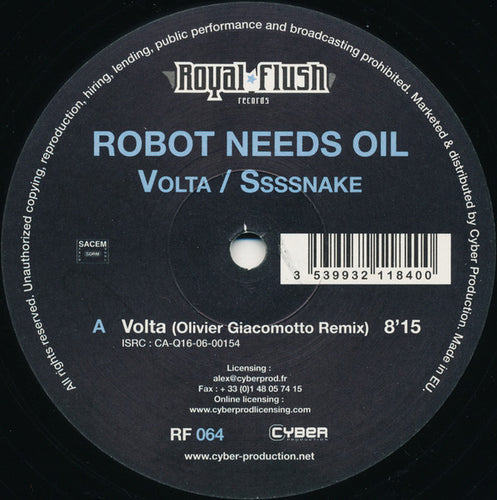 All rights reserved. Unauthorized copying, reproduction, hiring, lending, public performance and broadcasting prohibited. Marketed & distributed by Cyber Production. Made in EU.
Royal Flush
records
ROBOT NEEDS OIL
VOLTA / SSSSNAKE
SACEM
SDRM
3 539932 118400
A Volta (Olivier Giacomotto Remix) 8'15
ISRC : CA-Q16-06-00154
Licensing :
alex@cyberprod.fr
Fax : + 33 (0)1 48 05 74 15
Online licensing :
www.cyberprodlicensing.com
RF 064 CYBER
PRODUCTION
www.cyber-production.net